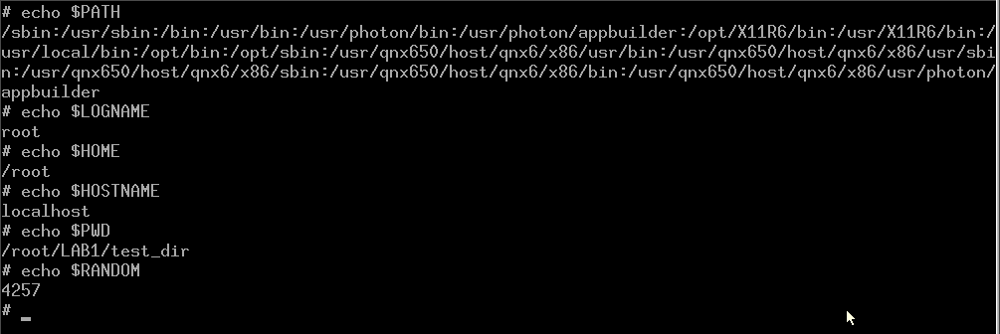 # echo $PATH
/sbin:/usr/sbin:/bin:/usr/bin:/usr/photon/bin:/usr/photon/appbuilder:/opt/X11R6/bin:/usr/X11R6/bin:/
usr/local/bin:/opt/bin:/opt/sbin:/usr/qnx650/host/qnx6/x86/usr/bin:/usr/qnx650/host/qnx6/x86/usr/sbi
n:/usr/qnx650/host/qnx6/x86/sbin:/usr/qnx650/host/qnx6/x86/bin:/usr/qnx650/host/qnx6/x86/usr/photon/
appbuilder
# echo $LOGNAME
root
# echo $HOME
/root
# echo $HOSTNAME
localhost
# echo $PWD
/root/LAB1/test_dir
# echo $RANDOM
4257
# _